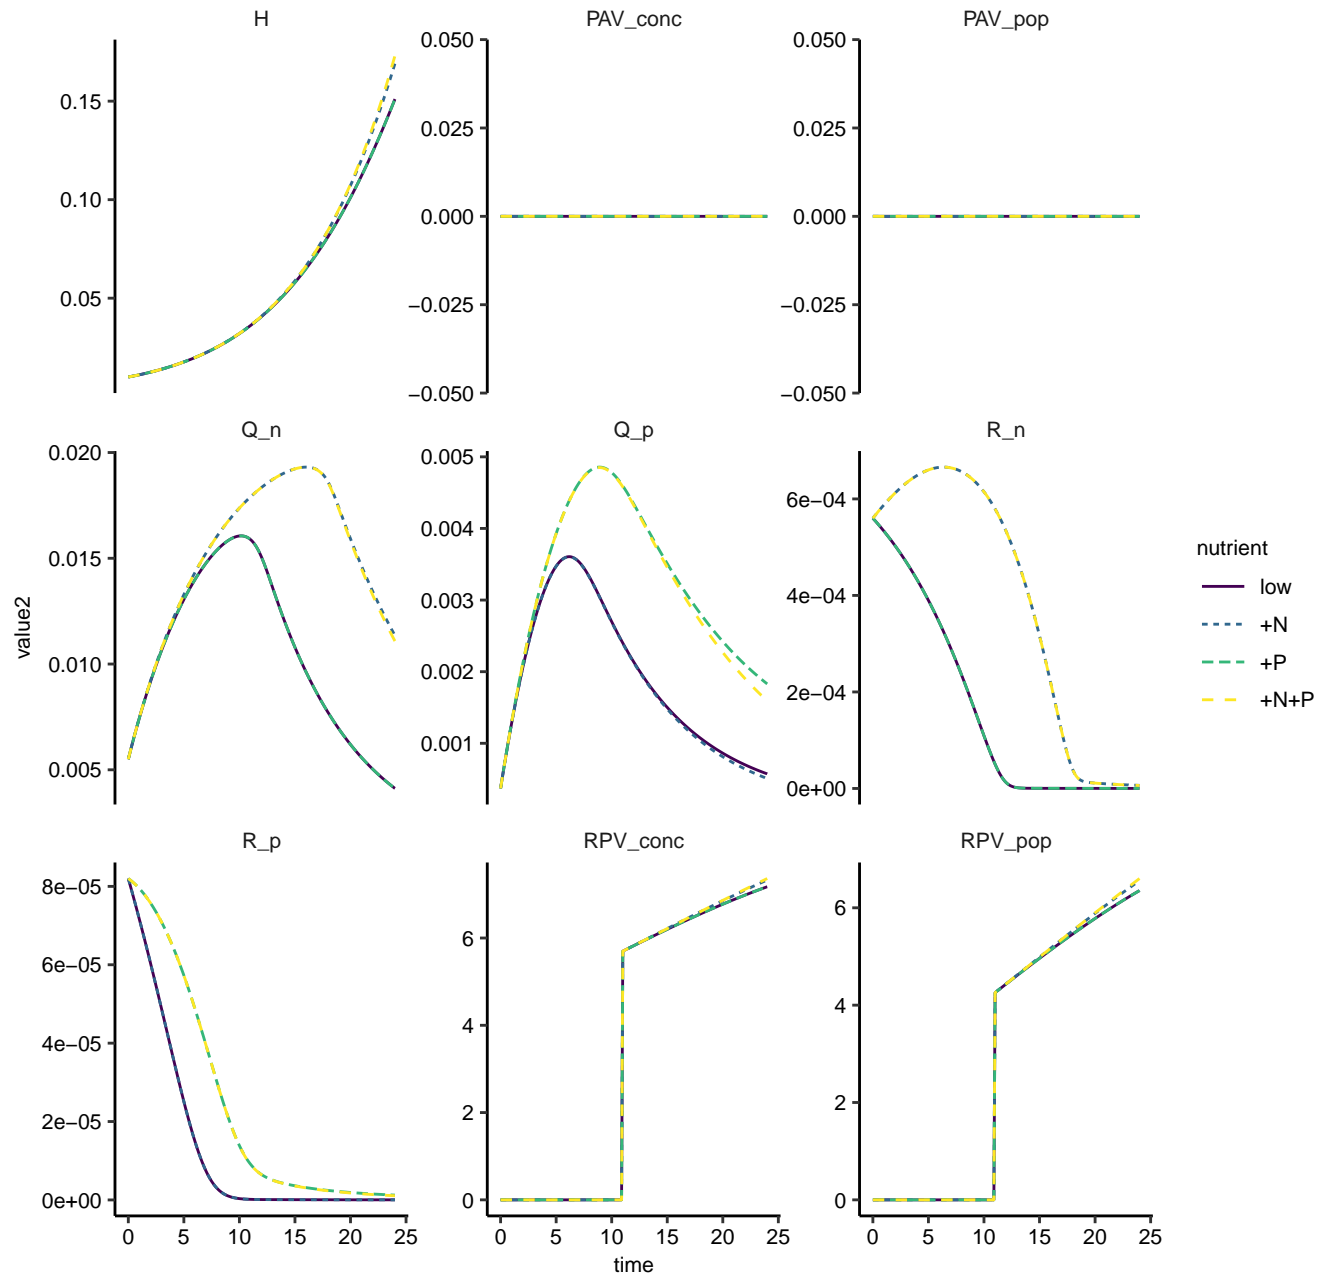 H
PAV_conc
PAV_pop
0.15
0.10
0.05
0.050
0.025
0.000
−0.025
−0.050
0.050
0.025
0.000
−0.025
−0.050
Q_n
Q_p
R_n
0.020
0.015
0.010
0.005
0.005
0.004
0.003
0.002
0.001
6e−04
4e−04
2e−04
0e+00
R_p
RPV_conc
RPV_pop
8e−05
6e−05
4e−05
2e−05
0e+00
6
4
2
0
6
4
2
0
0 5 10 15 20 25
0 5 10 15 20 25
0 5 10 15 20 25
time
value2
nutrient
low
+N
+P
+N+P